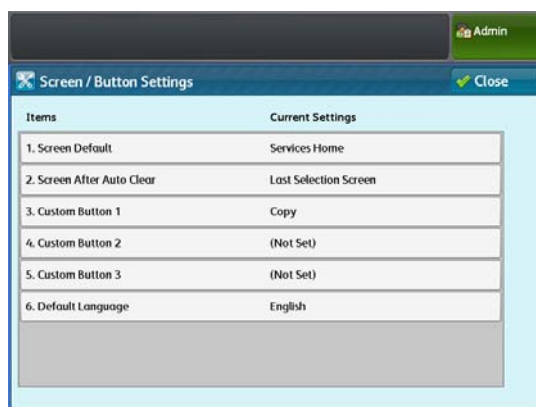 Admin
Screen / Button Settings
Close
Items Current Settings
1. Screen Default Services Home
2. Screen After Auto Clear Last Selection Screen
3. Custom Button 1 Copy
4. Custom Button 2 (Not Set)
5. Custom Button 3 (Not Set)
6. Default Language English